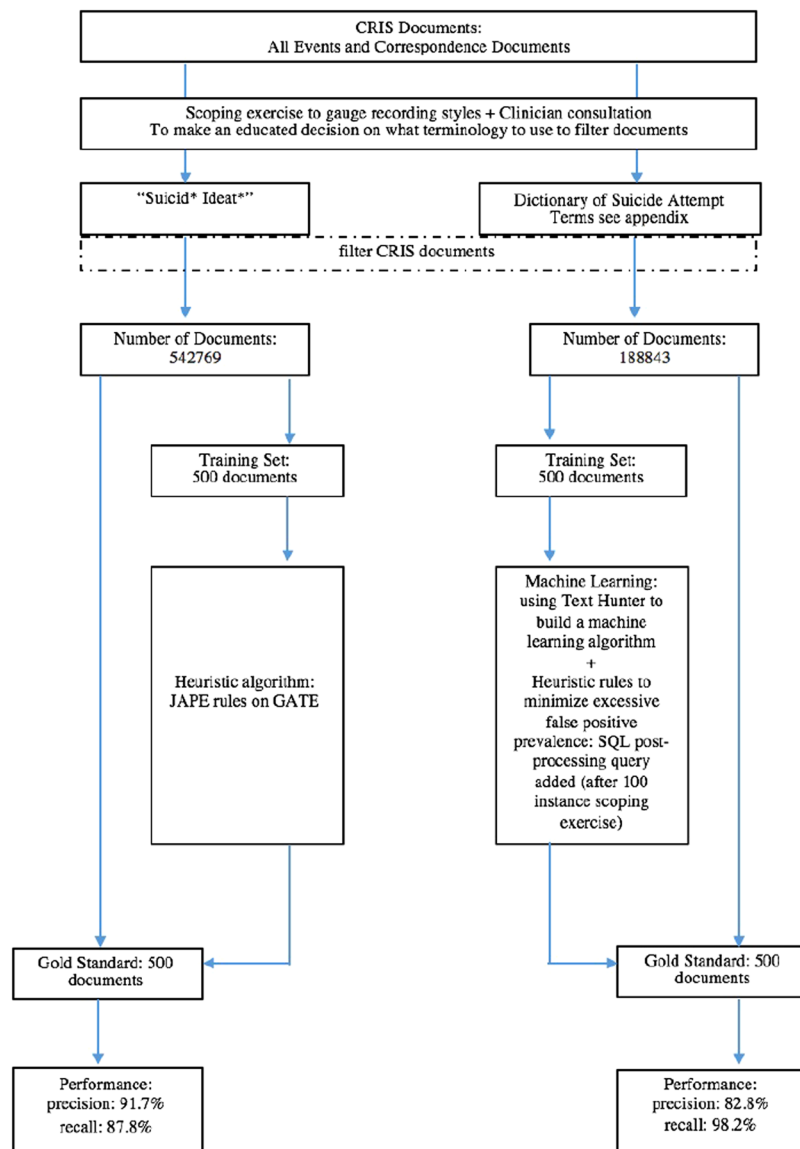 CRIS Documents:
All Events and Correspondence Documents
Scoping exercise to gauge recording styles + Clinician consultation
To make an educated decision on what terminology to use to filter documents
“Suicid* Ideat*”
Dictionary of Suicide Attempt
Terms see appendix
filter CRIS documents
Number of Documents:
542769
Number of Documents:
188843
Training Set:
500 documents
Training Set:
500 documents
Heuristic algorithm:
JAPE rules on GATE
Machine Learning:
using Text Hunter to
build a machine
learning algorithm
+
Heuristic rules to
minimize excessive
false positive
prevalence: SQL post-
processing query
added (after 100
instance scoping
exercise)
Gold Standard: 500
documents
Gold Standard: 500
documents
Performance:
precision: 91.7%
recall: 87.8%
Performance:
precision: 82.8%
recall: 98.2%